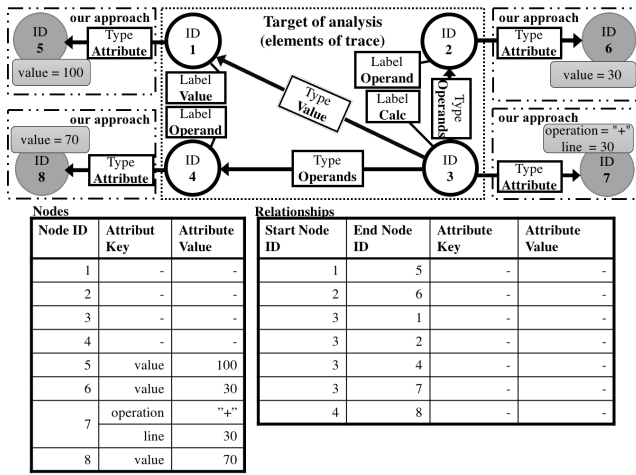 our approach
Target of analysis
(elements of trace)
our approach
ID
5
Type
Attribute
ID
1
ID
2
Type
Attribute
ID
6
value = 100
value = 30
Label
Value
Label
Operand
Type
Value
Label
Operand
Label
Calc
Type
Operands
our approach
our approach
value = 70
operation = "+"
line = 30
ID
8
Type
Attribute
ID
4
Type
Operands
ID
3
Type
Attribute
ID
7
Nodes
Node ID Attribut Key Attribute Value
1 - -
2 - -
3 - -
4 - -
5 value 100
6 value 30
7 operation "+"
line 30
8 value 70
Relationships
Start Node ID End Node ID Attribute Key Attribute Value
1 5 - -
2 6 - -
3 1 - -
3 2 - -
3 4 - -
3 7 - -
4 8 - -